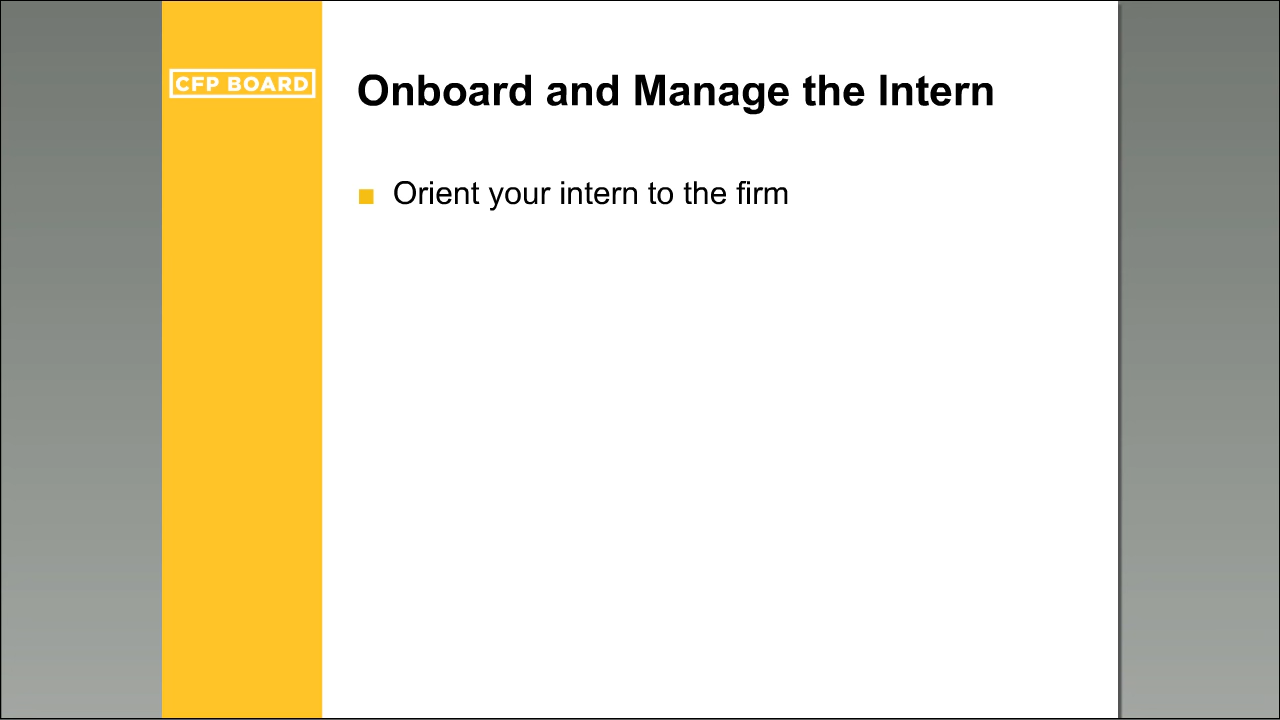 CFP BOARD
Onboard and Manage the Intern
Orient your intern to the firm